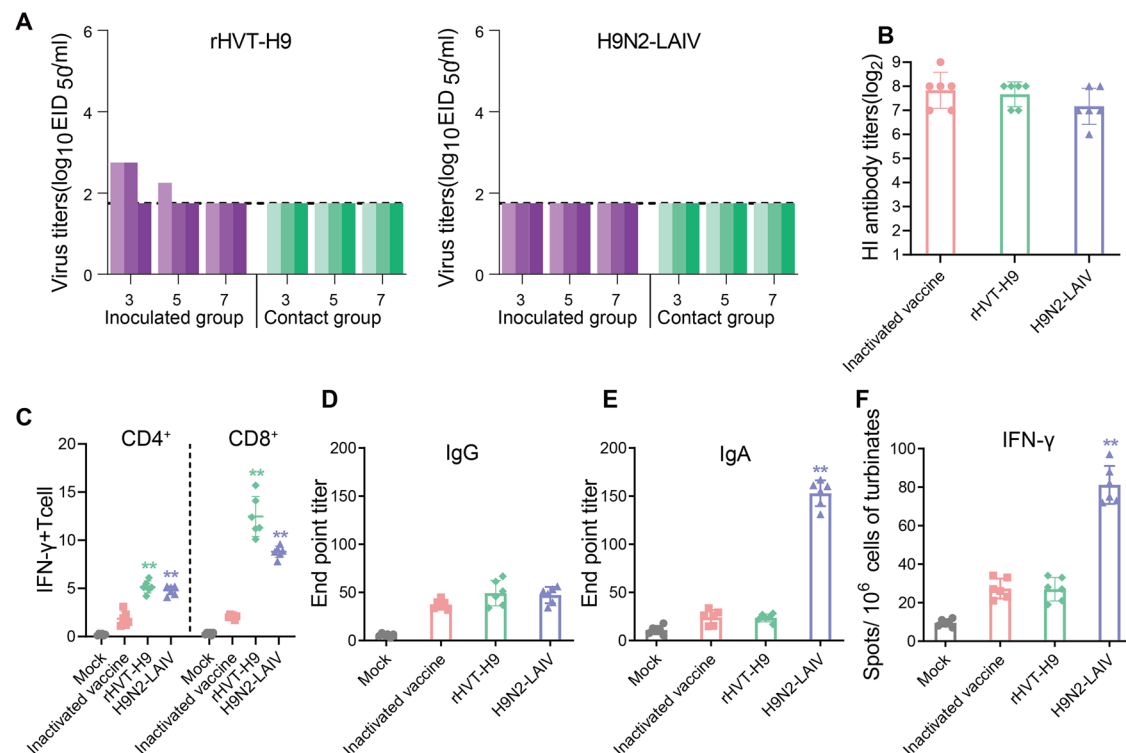 A
rHVT-H9
Virus titers(log10EID 50/ml)
6
4
2
0
3 5 7 3 5 7
Inoculated group Contact group
H9N2-LAIV
Virus titers(log10EID 50/ml)
6
4
2
0
3 5 7 3 5 7
Inoculated group Contact group
B
HI antibody titers(log2)
9
8
7
6
5
4
3
2
1
Inactivated vaccine
rHVT-H9
H9N2-LAIV
C
CD4+ CD8+
IFN-γ+Tcell
20
15
10
5
0
**
**
**
**
Mock
Inactivated vaccine
rHVT-H9
H9N2-LAIV
Mock
Inactivated vaccine
rHVT-H9
H9N2-LAIV
D
IgG
End point titer
200
150
100
50
0
Mock
Inactivated vaccine
rHVT-H9
H9N2-LAIV
E
IgA
End point titer
200
150
100
50
0
**
Mock
Inactivated vaccine
rHVT-H9
H9N2-LAIV
F
IFN-γ
Spots/ 10⁶ cells of turbinates
100
80
60
40
20
0
**
Mock
Inactivated vaccine
rHVT-H9
H9N2-LAIV